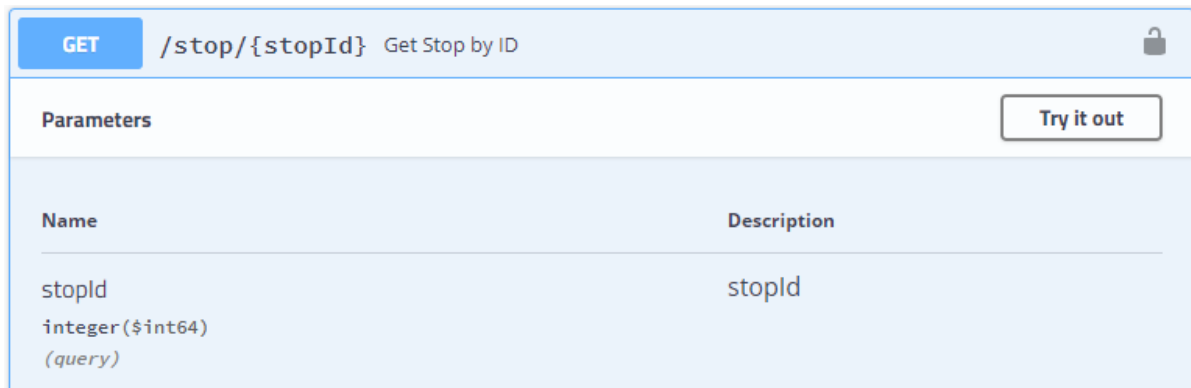 GET /stop/{stopId} Get Stop by ID
Parameters Try it out
Name Description
stopId stopId
integer($int64)
(query)